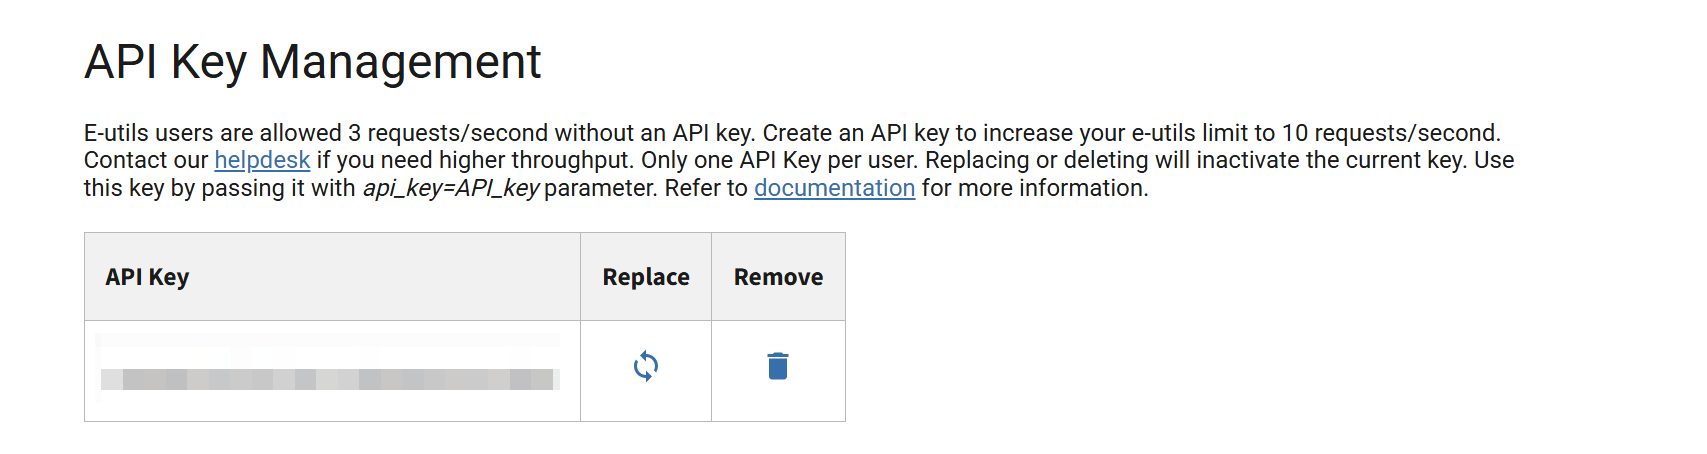 API Key Management
E-utils users are allowed 3 requests/second without an API key. Create an API key to increase your e-utils limit to 10 requests/second.
Contact our helpdesk if you need higher throughput. Only one API Key per user. Replacing or deleting will inactivate the current key. Use
this key by passing it with api_key=API_key parameter. Refer to documentation for more information.
API Key Replace Remove